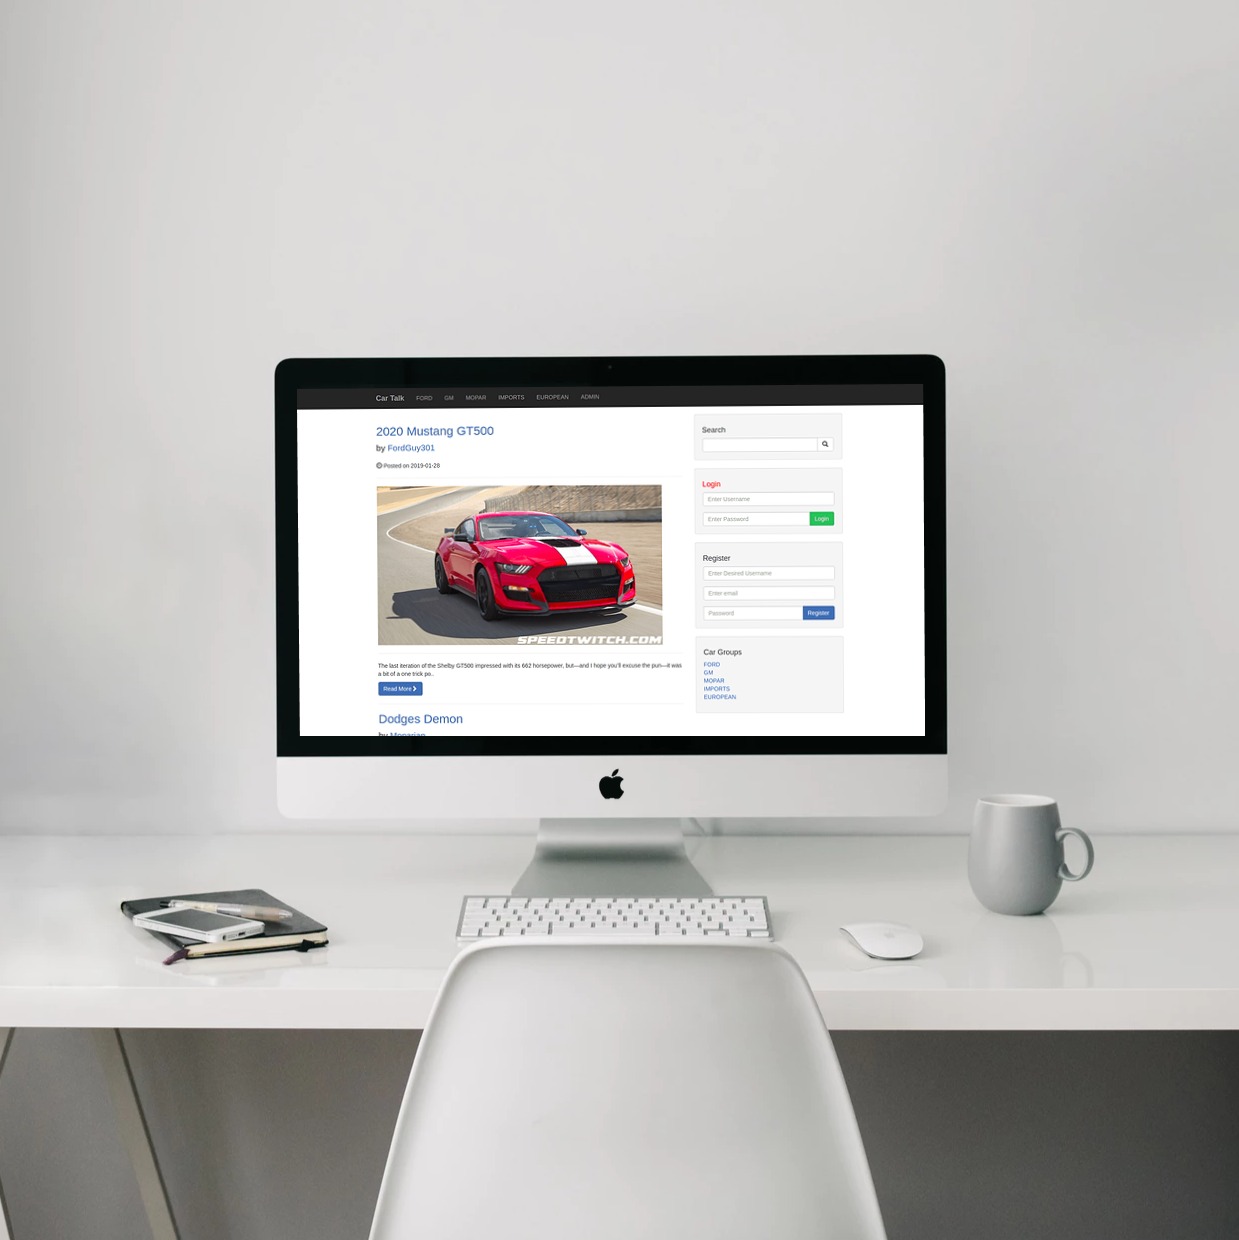 Car Talk FORD GM MOPAR IMPORTS EUROPEAN ADMIN
2020 Mustang GT500
by FordGuy301
Posted on 2019-01-28
SPEEDTWITCH.COM
The last iteration of the Shelby GT500 impressed with its 662 horsepower, but—and I hope you'll excuse the pun—it was
a bit of a one trick po..
Read More
Dodges Demon
by Moparian
Search
Login
Enter Username
Enter Password Login
Register
Enter Desired Username
Enter email
Password Register
Car Groups
FORD
GM
MOPAR
IMPORTS
EUROPEAN